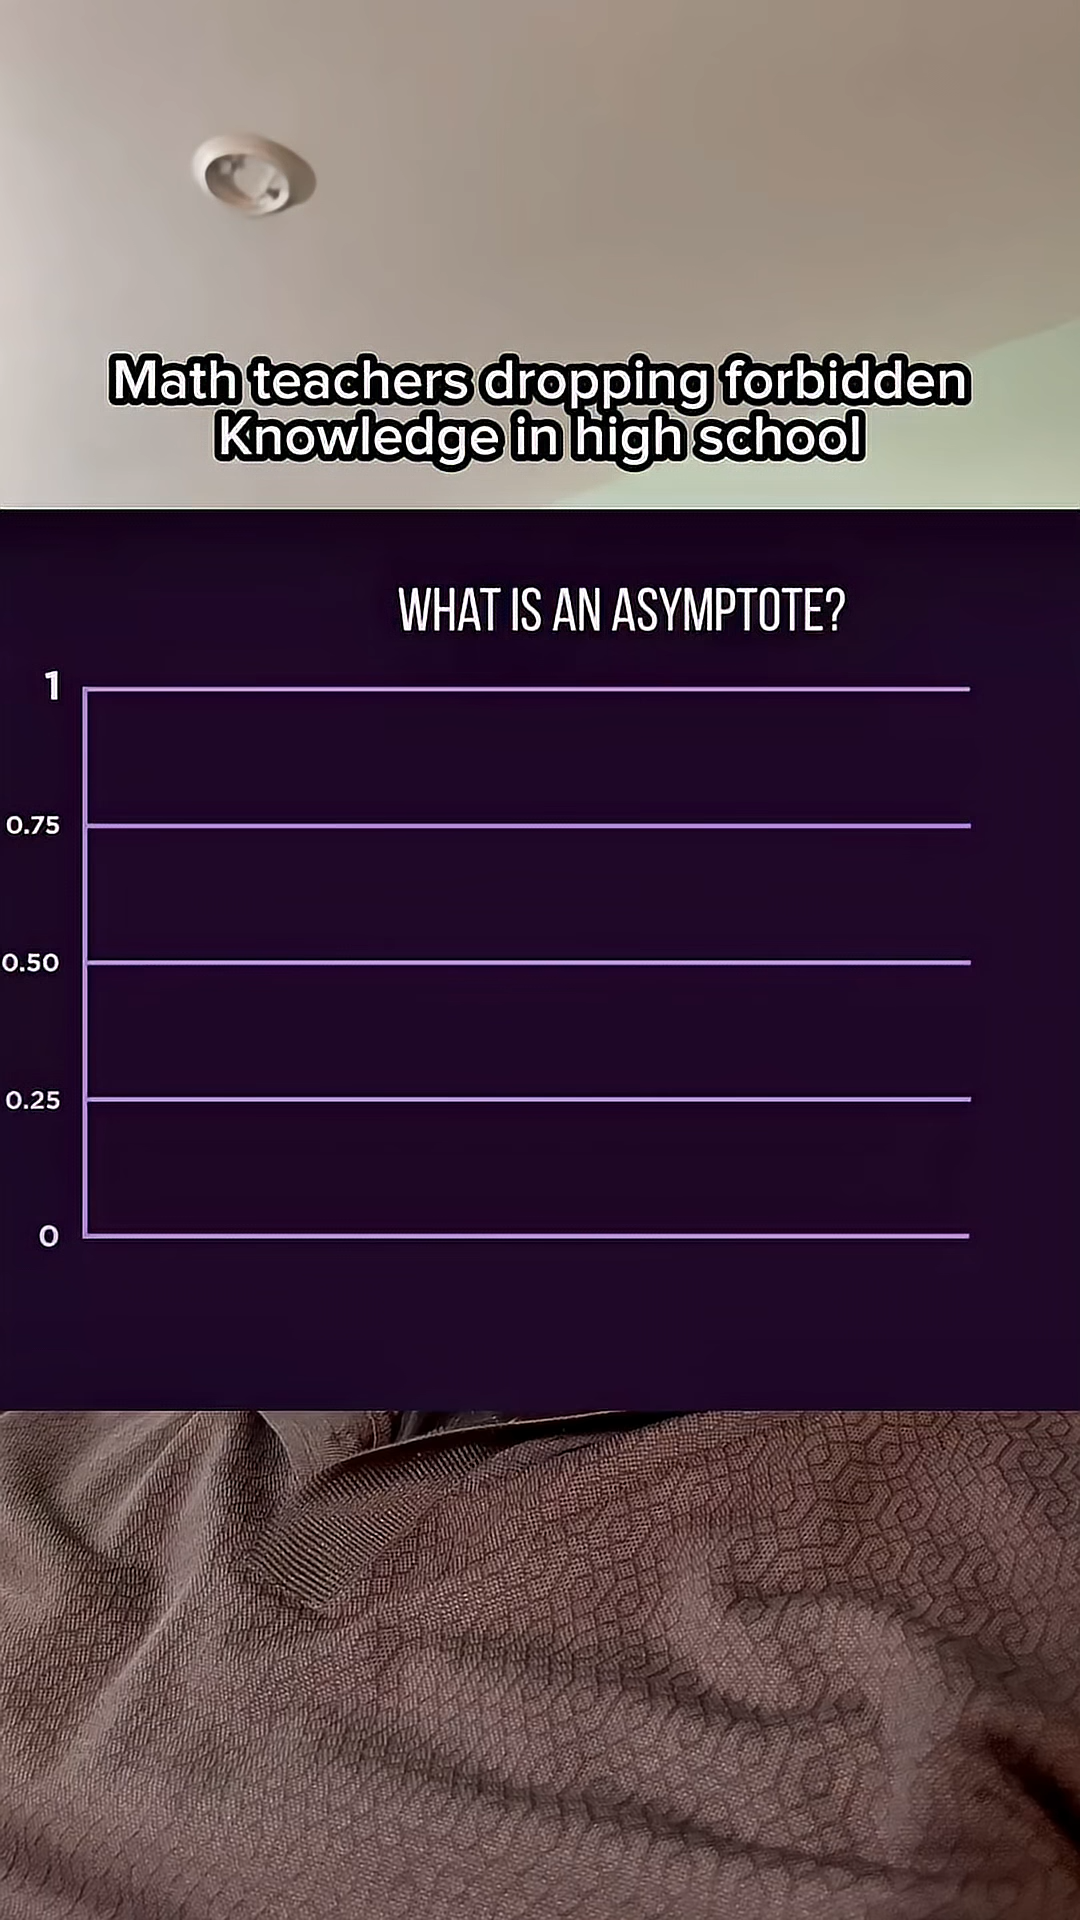 Math teachers dropping forbidden
Knowledge in high school
WHAT IS AN ASYMPTOTE?
1
0.75
0.50
0.25
0